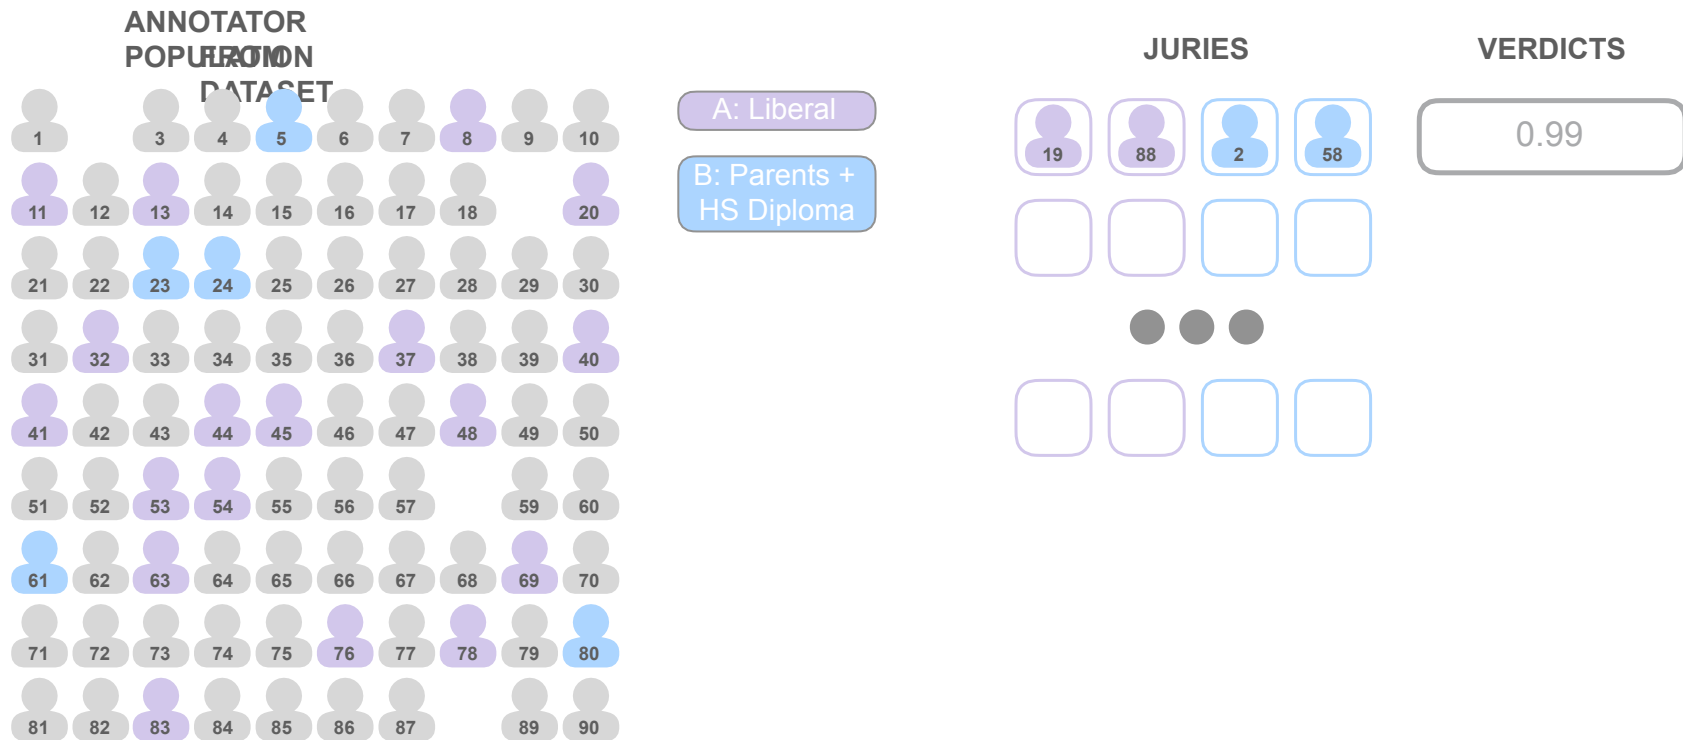 ANNOTATOR
POPULATION
FROM
DATASET
JURIES
VERDICTS
A: Liberal
B: Parents +
HS Diploma
19 88 2 58
0.99
1 3 4 5 6 7 8 9 10
11 12 13 14 15 16 17 18 20
21 22 23 24 25 26 27 28 29 30
31 32 33 34 35 36 37 38 39 40
41 42 43 44 45 46 47 48 49 50
51 52 53 54 55 56 57 59 60
61 62 63 64 65 66 67 68 69 70
71 72 73 74 75 76 77 78 79 80
81 82 83 84 85 86 87 89 90